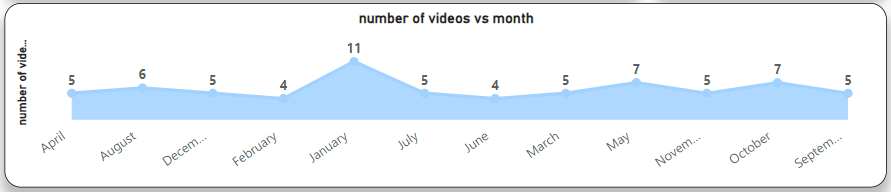 number of videos vs month
number of vide...
5 6 5 4 11 5 4 5 7 5 7 5
April August Decem... February January July June March May Novem... October Septem...